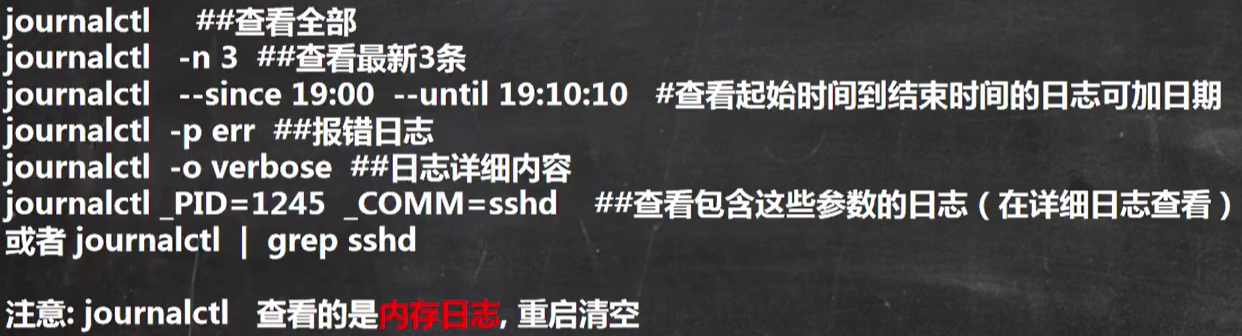 journalctl ##查看全部
journalctl -n 3 ##查看最新3条
journalctl --since 19:00 --until 19:10:10 #查看起始时间到结束时间的日志可加日期
journalctl -p err ##报错日志
journalctl -o verbose ##日志详细内容
journalctl _PID=1245 _COMM=sshd ##查看包含这些参数的日志（在详细日志查看）
或者 journalctl | grep sshd
注意: journalctl 查看的是内存日志, 重启清空